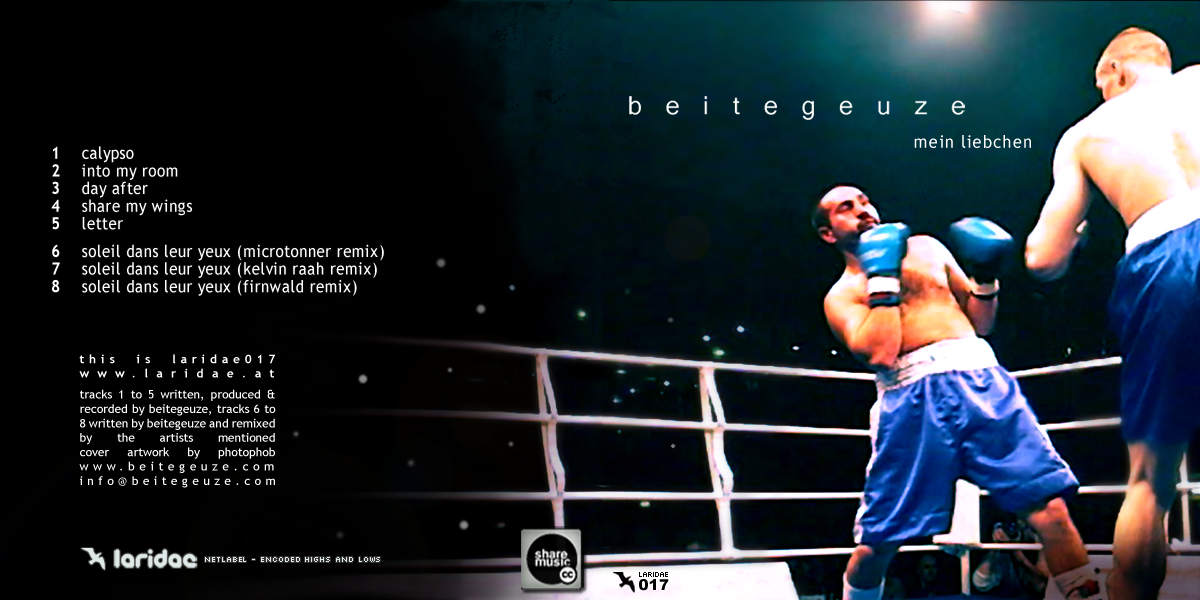 beitegeuze
mein liebchen
1 calypso
2 into my room
3 day after
4 share my wings
5 letter
6 soleil dans leur yeux (microtonner remix)
7 soleil dans leur yeux (kelvin raah remix)
8 soleil dans leur yeux (firnwald remix)
this is laridae017
www.laridae.at
tracks 1 to 5 written, produced &
recorded by beitegeuze, tracks 6 to
8 written by beitegeuze and remixed
by the artists mentioned
cover artwork by photophob
www.beitegeuze.com
info@beitegeuze.com
laridae NETLABEL - ENCODED HIGHS AND LOWS
share
music
cc
LARIDAE
017